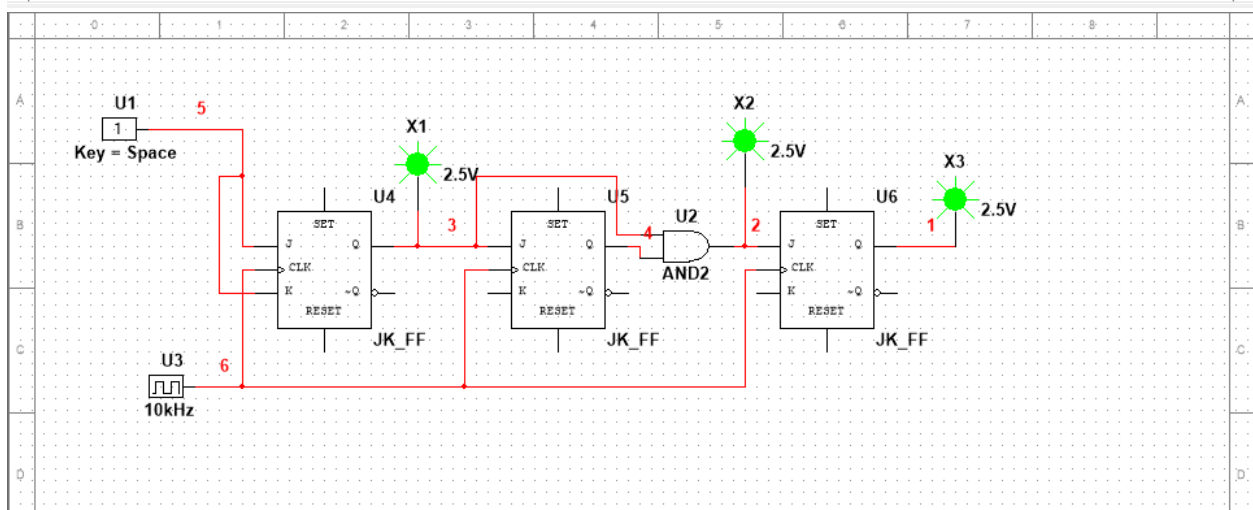 0 1 2 3 4 5 6 7 8
A A
U1 5 X2
1 X1 2.5V
Key = Space X3
2.5V 2.5V
U4 U5 U6
B SET SET U2 SET B
J Q 3 J Q 4 2 J Q 1
CLK CLK AND2 CLK
K ~Q K ~Q K ~Q
RESET RESET RESET
JK_FF JK_FF JK_FF
C C
U3 6
10kHz
D D